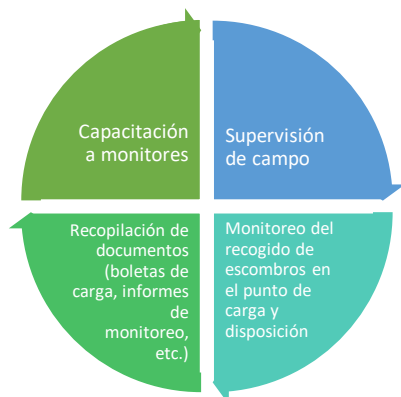 Capacitación
a monitores
Supervisión
de campo
Recopilación de
documentos
(boletas de
carga, informes
de
monitoreo,
etc.)
Monitoreo del
recogido de
escombros en
el punto de
carga y
disposición